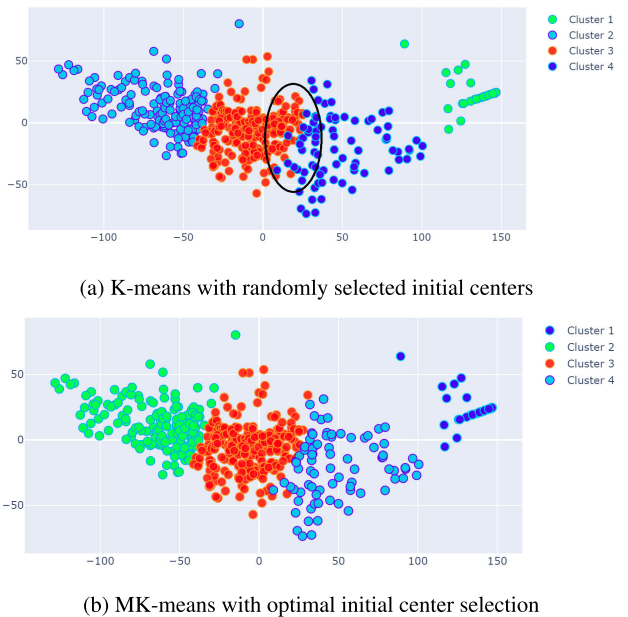 50
0
−50
−100
−50
0
50
100
150
Cluster 1
Cluster 2
Cluster 3
Cluster 4
(a) K-means with randomly selected initial centers
50
0
−50
−100
−50
0
50
100
150
Cluster 1
Cluster 2
Cluster 3
Cluster 4
(b) MK-means with optimal initial center selection